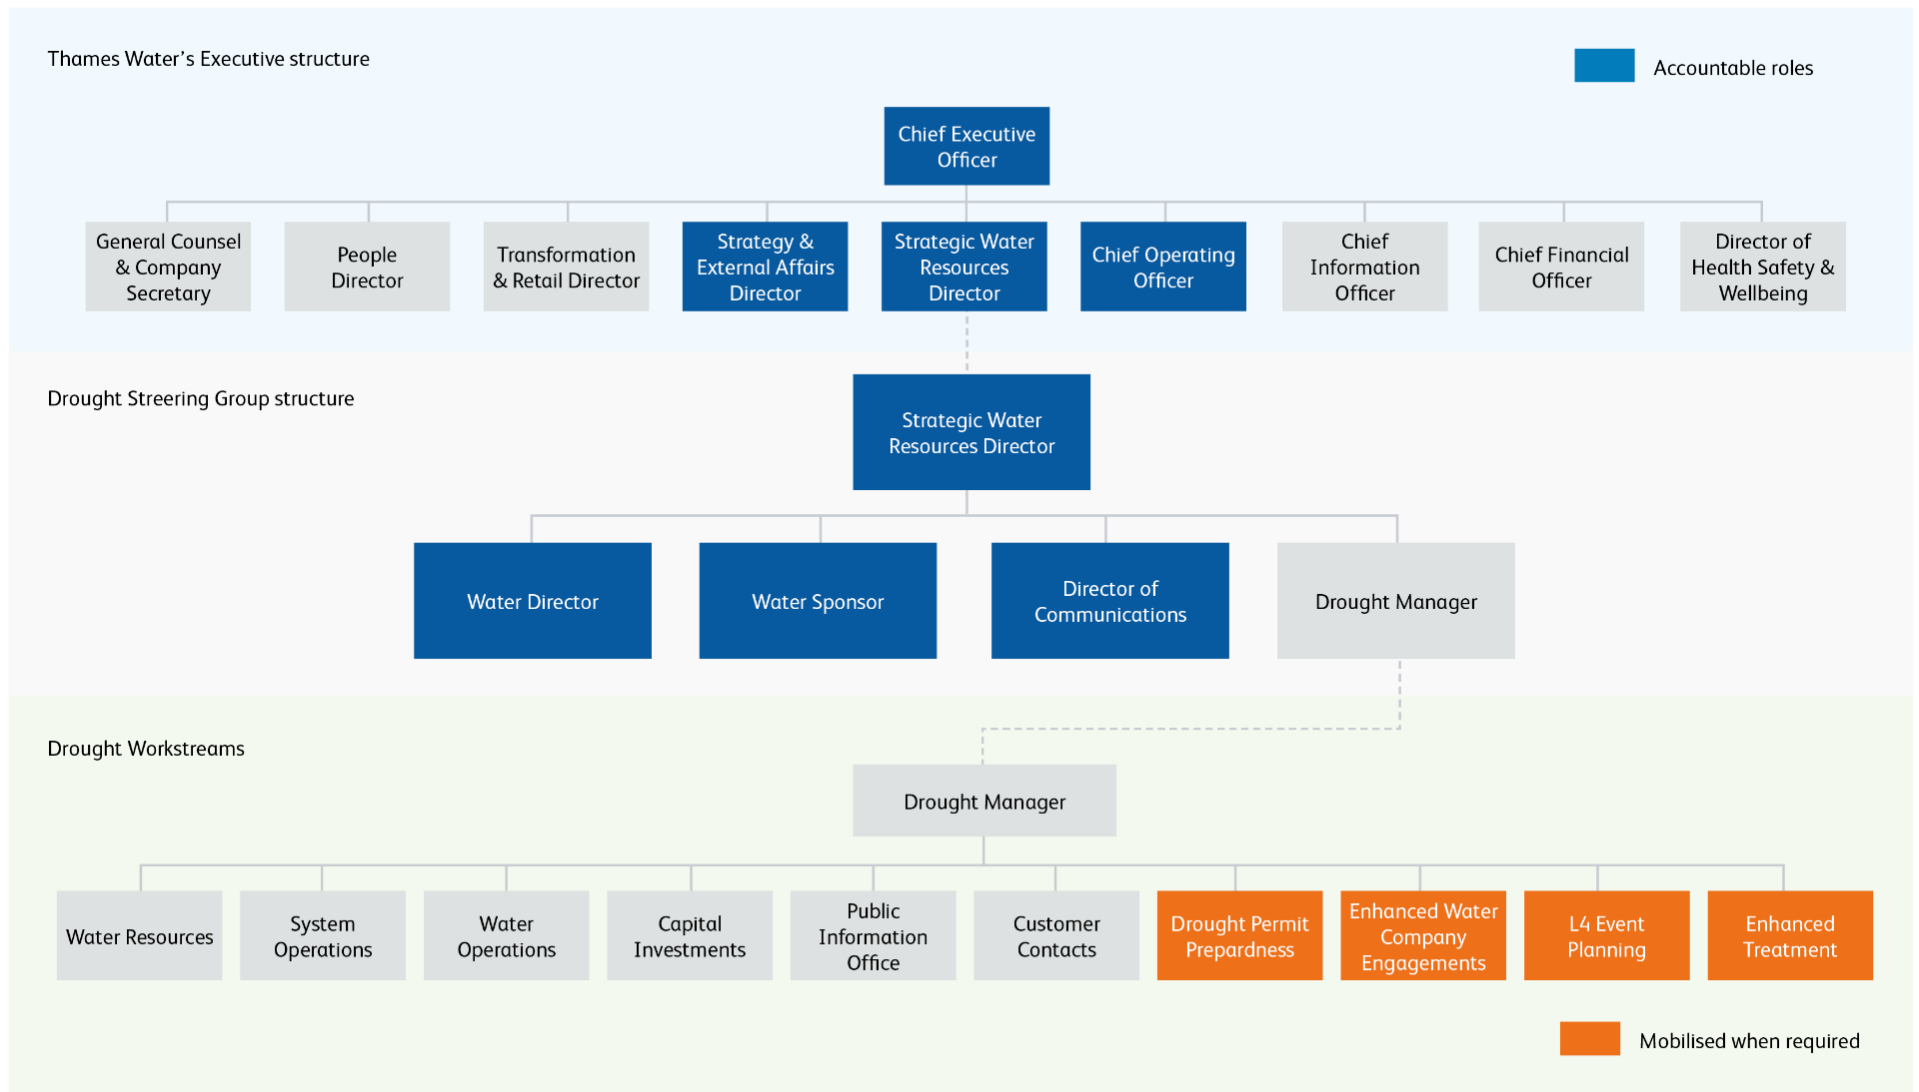 Thames Water’s Executive structure
Accountable roles
Chief Executive
Officer
General Counsel
& Company
Secretary
People
Director
Transformation
& Retail Director
Strategy &
External Affairs
Director
Strategic Water
Resources
Director
Chief Operating
Officer
Chief
Information
Officer
Chief Financial
Officer
Director of
Health Safety &
Wellbeing
Drought Streering Group structure
Strategic Water
Resources Director
Water Director
Water Sponsor
Director of
Communications
Drought Manager
Drought Workstreams
Drought Manager
Water Resources
System
Operations
Water
Operations
Capital
Investments
Public
Information
Office
Customer
Contacts
Drought Permit
Prepardness
Enhanced Water
Company
Engagements
L4 Event
Planning
Enhanced
Treatment
Mobilised when required